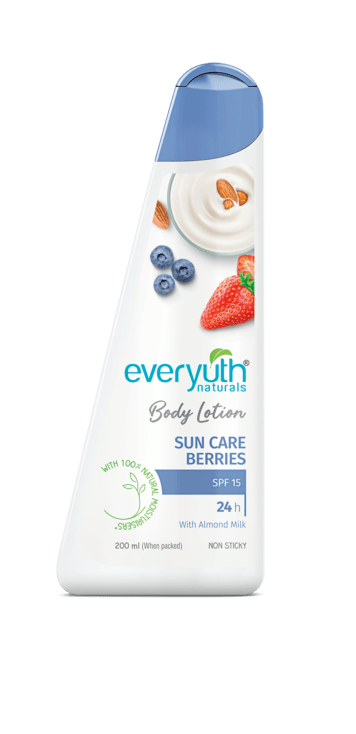 everyuth®
naturals
Body Lotion
SUN CARE
BERRIES
WITH 100% NATURAL MOISTURISERS*
SPF 15
24 h
With Almond Milk
200 ml (When packed)
NON STICKY